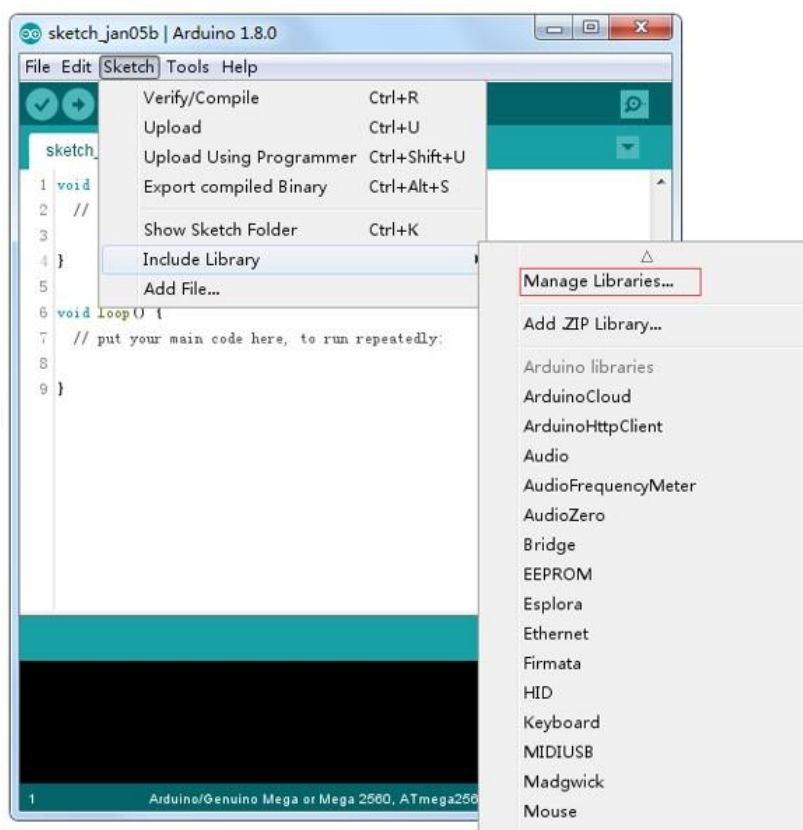 sketch_jan05b | Arduino 1.8.0
File Edit Sketch Tools Help
Verify/Compile Ctrl+R
Upload Ctrl+U
Upload Using Programmer Ctrl+Shift+U
Export compiled Binary Ctrl+Alt+S
Show Sketch Folder Ctrl+K
Include Library
Add File...
sketch_
1 void
2 //
3
4 }
5
6 void loop() {
7 // put your main code here, to run repeatedly:
8
9 }
Manage Libraries...
Add .ZIP Library...
Arduino libraries
ArduinoCloud
ArduinoHttpClient
Audio
AudioFrequencyMeter
AudioZero
Bridge
EEPROM
Esplora
Ethernet
Firmata
HID
Keyboard
MIDIUSB
Madgwick
Mouse
1 Arduino/Genuino Mega or Mega 2560, ATmega256